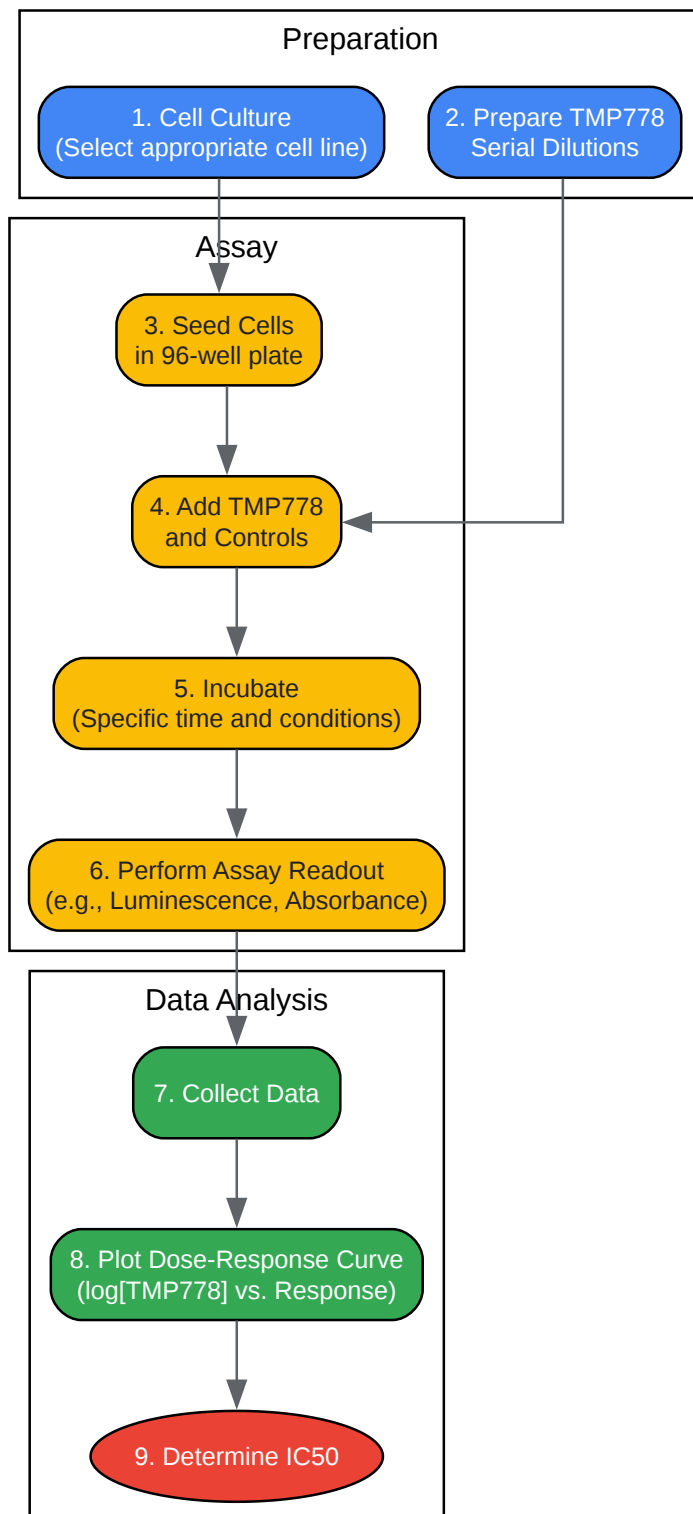 Preparation
1. Cell Culture
(Select appropriate cell line)
2. Prepare TMP778
Serial Dilutions
Assay
3. Seed Cells
in 96-well plate
4. Add TMP778
and Controls
5. Incubate
(Specific time and conditions)
6. Perform Assay Readout
(e.g., Luminescence, Absorbance)
Data Analysis
7. Collect Data
8. Plot Dose-Response Curve
(log[TMP778] vs. Response)
9. Determine IC50